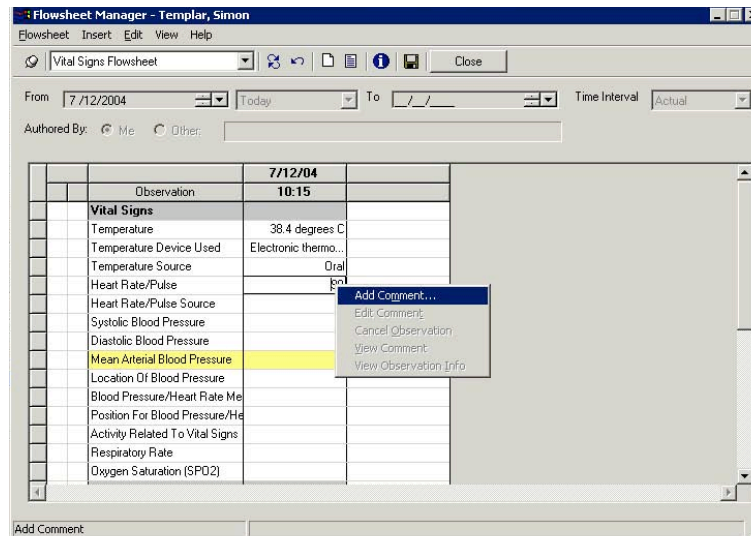 Flowsheet Manager - Templar, Simon
Flowsheet Insert Edit View Help
Vital Signs Flowsheet Close
From 7 /12/2004 Today To _/_/___ Time Interval Actual
Authored By: Me Other:
7/12/04
Observation 10:15
Vital Signs
Temperature 38.4 degrees C
Temperature Device Used Electronic thermo...
Temperature Source Oral
Heart Rate/Pulse
Add Comment...
Heart Rate/Pulse Source
Edit Comment
Systolic Blood Pressure
Cancel Observation
Diastolic Blood Pressure
View Comment
Mean Arterial Blood Pressure
View Observation Info
Location Of Blood Pressure
Blood Pressure/Heart Rate Me
Position For Blood Pressure/He
Activity Related To Vital Signs
Respiratory Rate
Oxygen Saturation (SPO2)
Add Comment